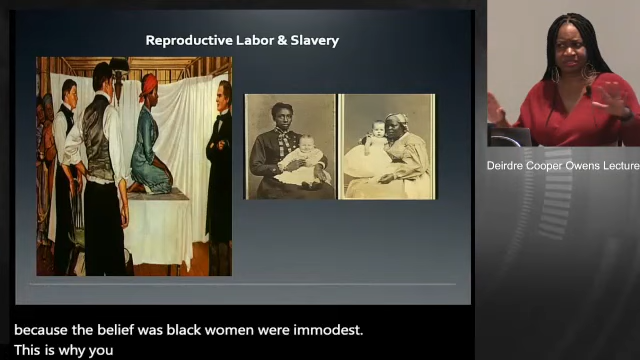 Reproductive Labor & Slavery
Deirdre Cooper Owens Lecture
because the belief was black women were immodest.
This is why you